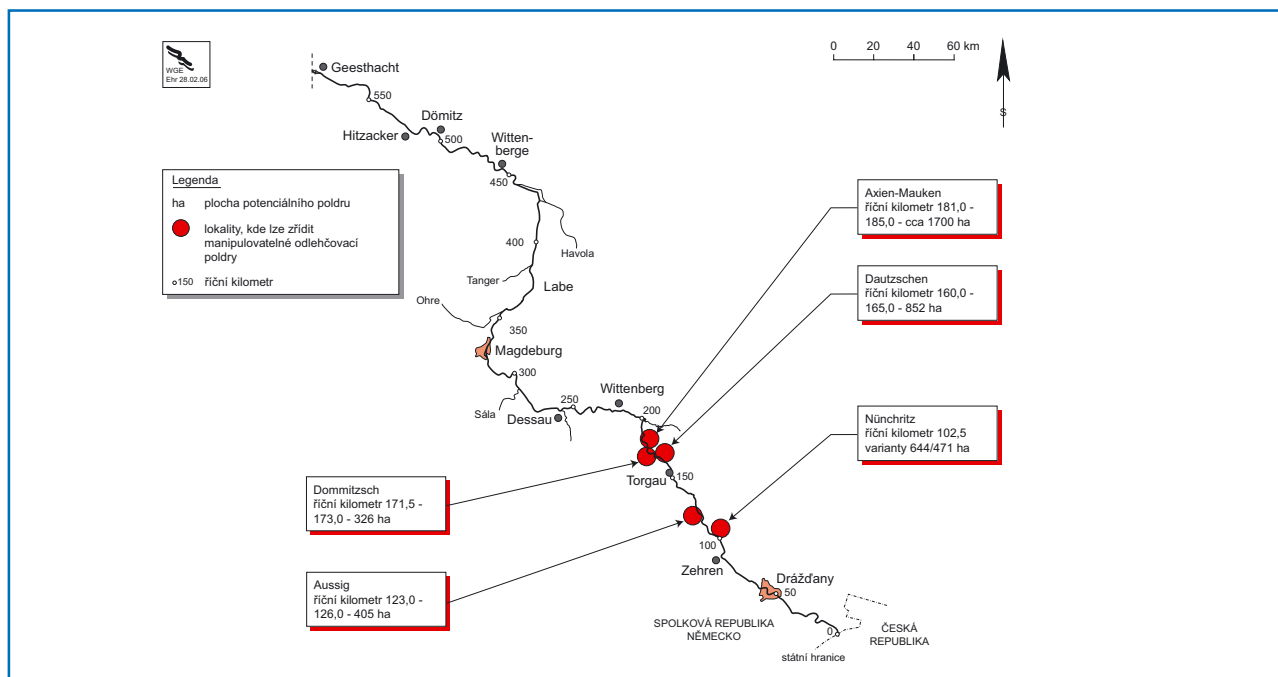 WGE
Ehr 28.02.06
0 20 40 60 km
S
Geesthacht
550
Dömitz
Hitzacker
500
Witten-
berge
450
Legenda
ha plocha potenciálního poldru
lokality, kde lze zřídit
manipulovatelné odlehčovací
poldry
150 říční kilometr
400
Havola
Tanger
Labe
Ohre
350
Magdeburg
300
Sála
Dessau
250
Wittenberg
200
Torgau
150
100
Zehren
Drážďany
50
0
SPOLKOVÁ REPUBLIKA
NĚMECKO
ČESKÁ
REPUBLIKA
státní hranice
Axien-Mauken
říční kilometr 181,0 -
185,0 - cca 1700 ha
Dautzschen
říční kilometr 160,0 -
165,0 - 852 ha
Nünchritz
říční kilometr 102,5
varianty 644/471 ha
Dommitzsch
říční kilometr 171,5 -
173,0 - 326 ha
Aussig
říční kilometr 123,0 -
126,0 - 405 ha